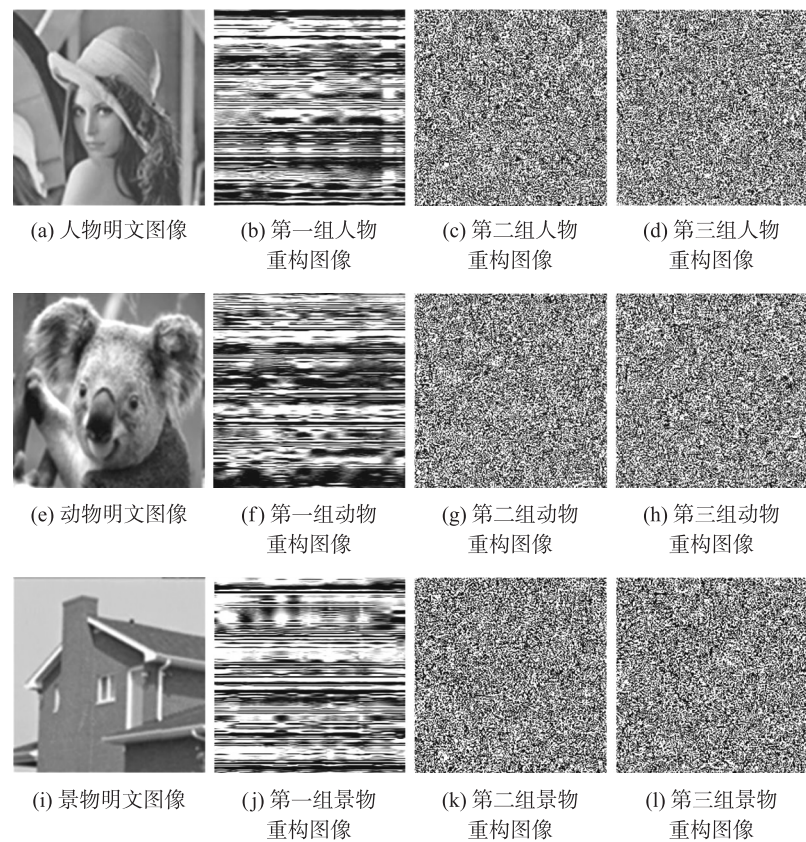 (a) 人物明文图像
(b) 第一组人物
重构图像
(c) 第二组人物
重构图像
(d) 第三组人物
重构图像
(e) 动物明文图像
(f) 第一组动物
重构图像
(g) 第二组动物
重构图像
(h) 第三组动物
重构图像
(i) 景物明文图像
(j) 第一组景物
重构图像
(k) 第二组景物
重构图像
(l) 第三组景物
重构图像